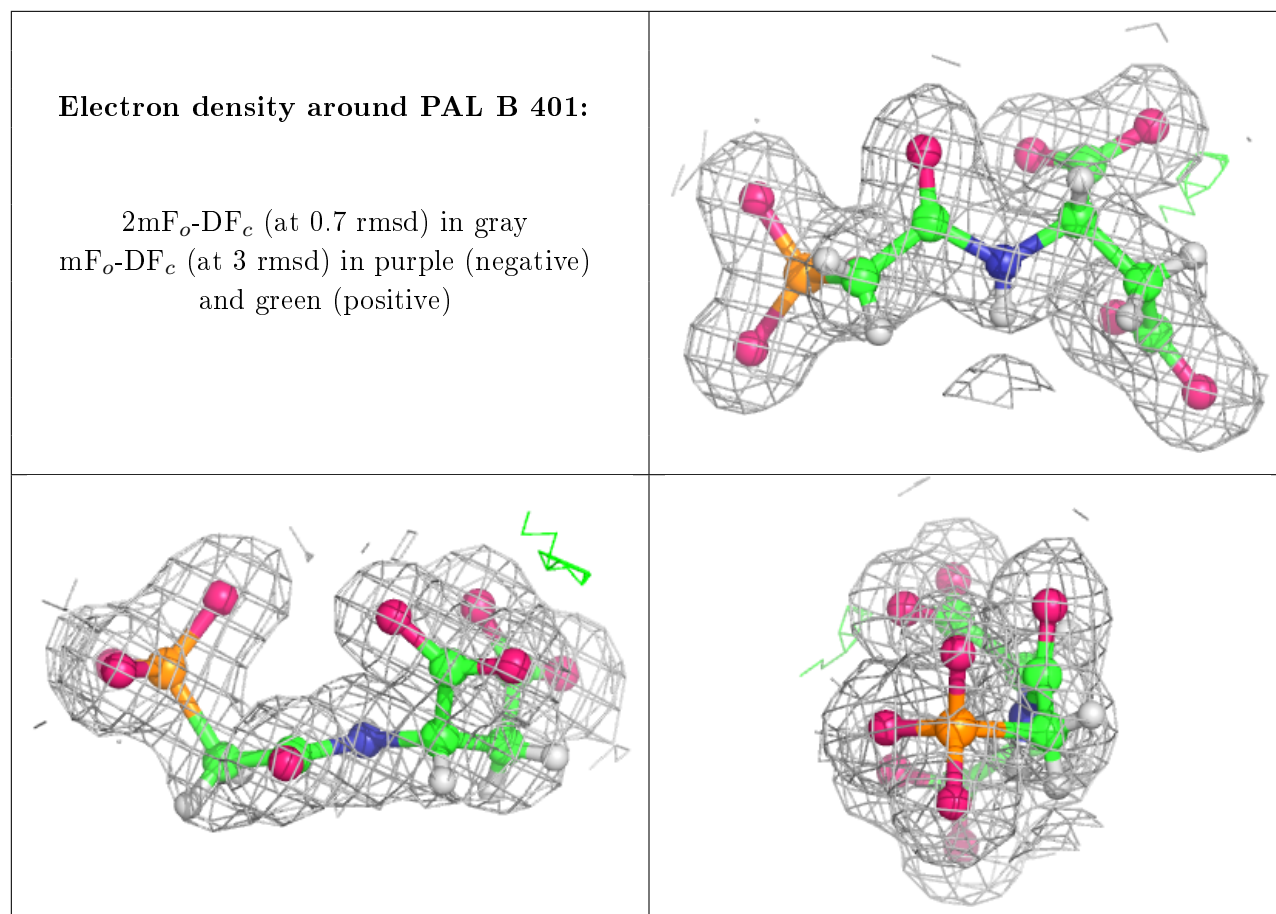 Electron density around PAL B 401:
2mFo-DFc (at 0.7 rmsd) in gray
mFo-DFc (at 3 rmsd) in purple (negative)
and green (positive)